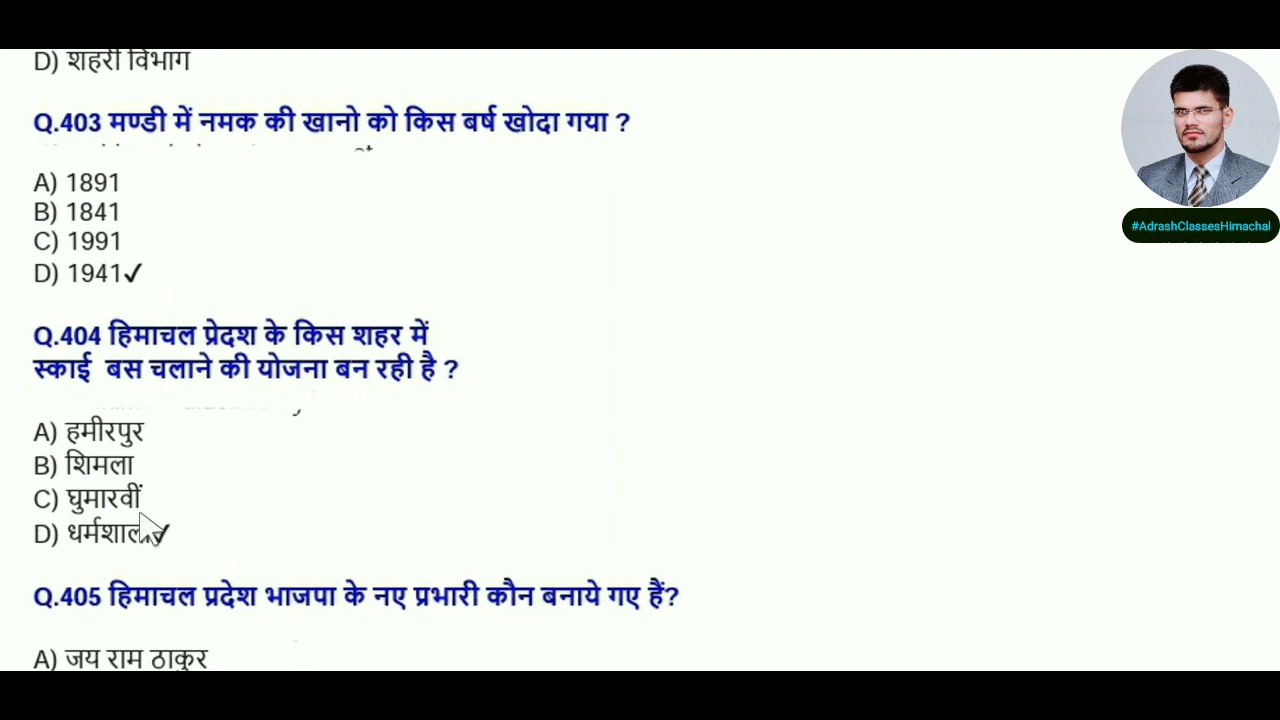 D) शहरी विभाग
Q.403 मण्डी में नमक की खानो को किस बर्ष खोदा गया ?
A) 1891
B) 1841
C) 1991
D) 1941✓
Q.404 हिमाचल प्रेदश के किस शहर में
स्काई बस चलाने की योजना बन रही है ?
A) हमीरपुर
B) शिमला
C) घुमारवीं
D) धर्मशाला✓
Q.405 हिमाचल प्रदेश भाजपा के नए प्रभारी कौन बनाये गए हैं?
A) जय राम ठाकुर
#AdrashClassesHimachal